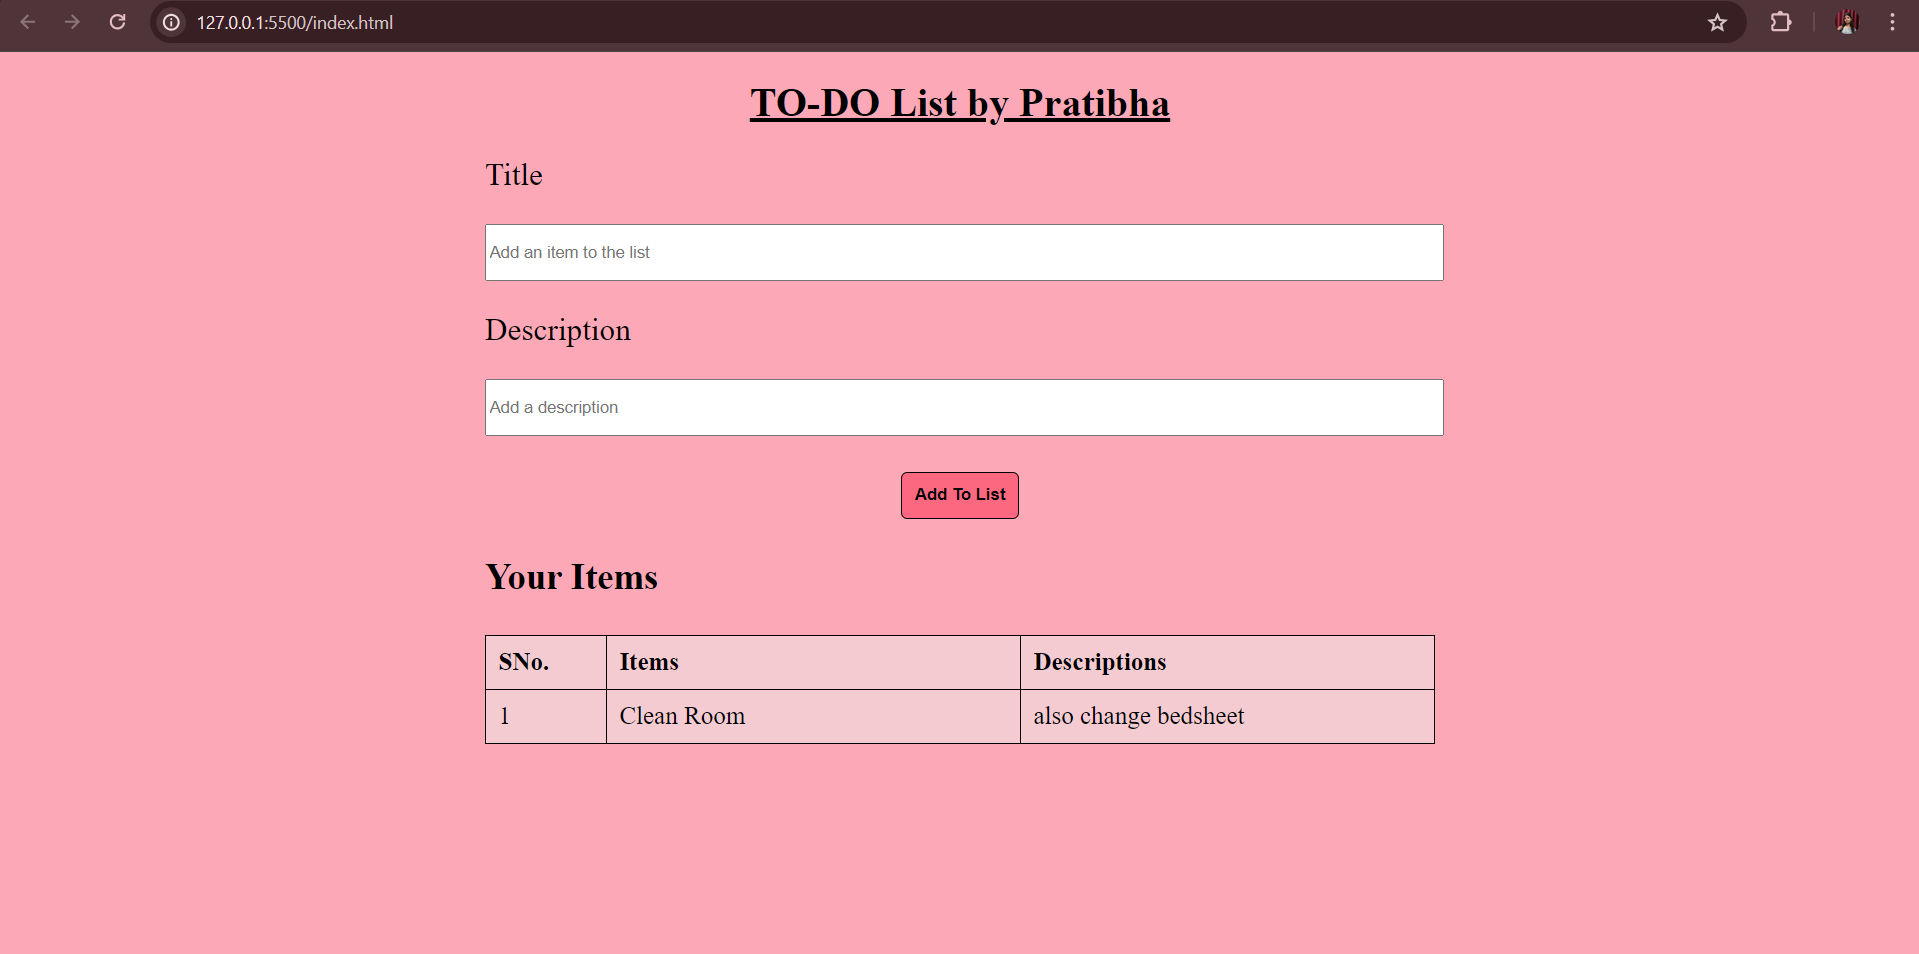 127.0.0.1:5500/index.html
TO-DO List by Pratibha
Title
Add an item to the list
Description
Add a description
Add To List
Your Items
SNo. Items Descriptions
1 Clean Room also change bedsheet